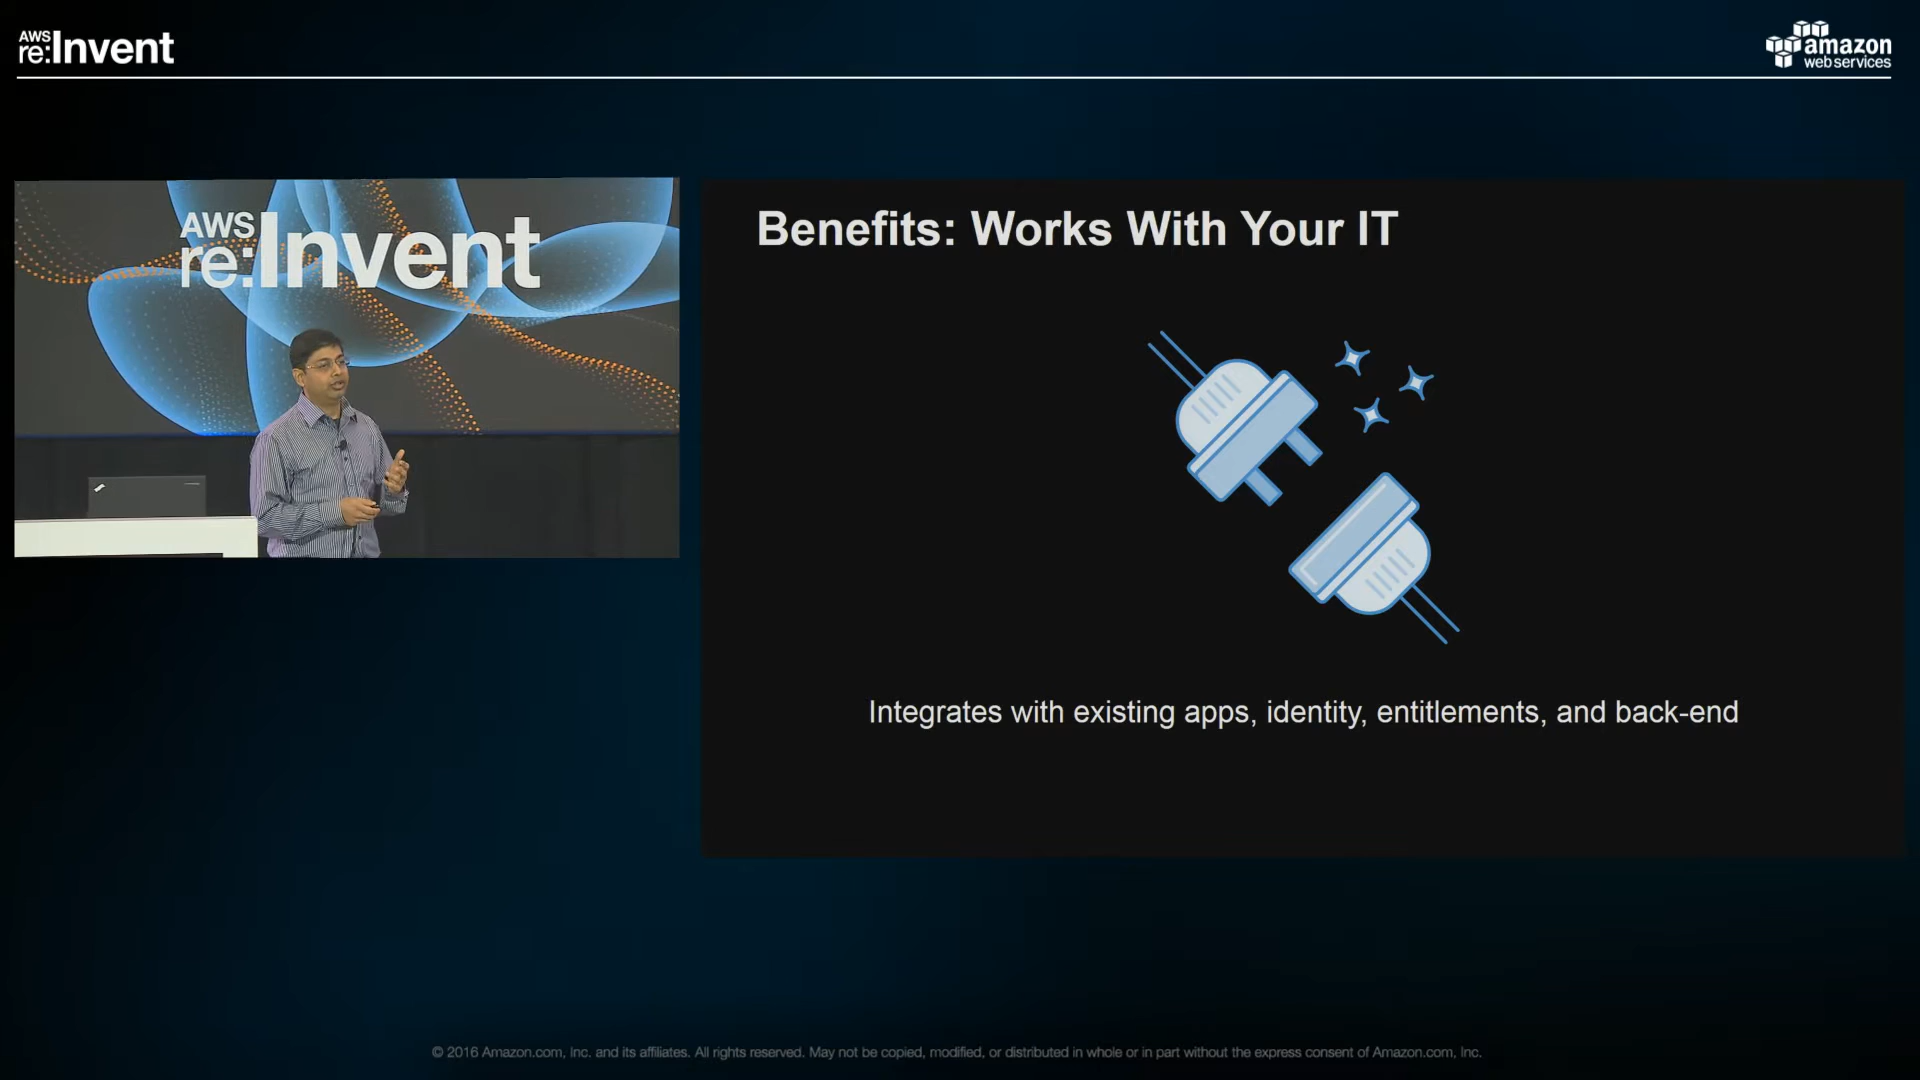 AWS
re:Invent
amazon
web services
AWS
re:Invent
Benefits: Works With Your IT
Integrates with existing apps, identity, entitlements, and back-end
© 2016 Amazon.com, Inc. and its affiliates. All rights reserved. May not be copied, modified, or distributed in whole or in part without the express consent of Amazon.com, Inc.